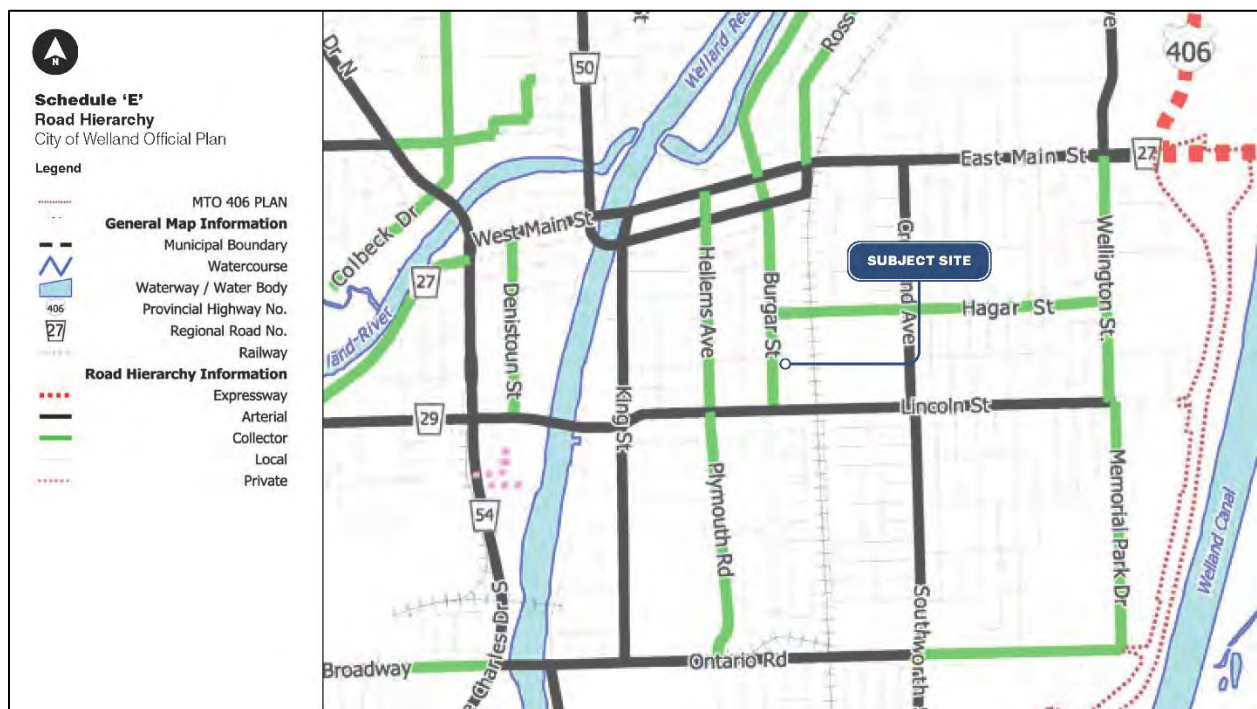 N
Schedule ‘E’
Road Hierarchy
City of Welland Official Plan
Legend
MTO 406 PLAN
General Map Information
Municipal Boundary
Watercourse
Waterway / Water Body
406
Provincial Highway No.
27
Regional Road No.
Railway
Road Hierarchy Information
Expressway
Arterial
Collector
Local
Private
Dr N
St
50
Welland Rec
Ross
406
East Main St
27
Colbeck Dr
West Main St
27
Denistoun St
Hellems Ave
Burgar St
SUBJECT SITE
Hagar St
Wellington St.
land-River
29
King St
Lincoln St
Plymouth Rd
Memorial Park Dr
54
Welland Canal
Charles Dr S
Broadway
Ontario Rd
Southworth